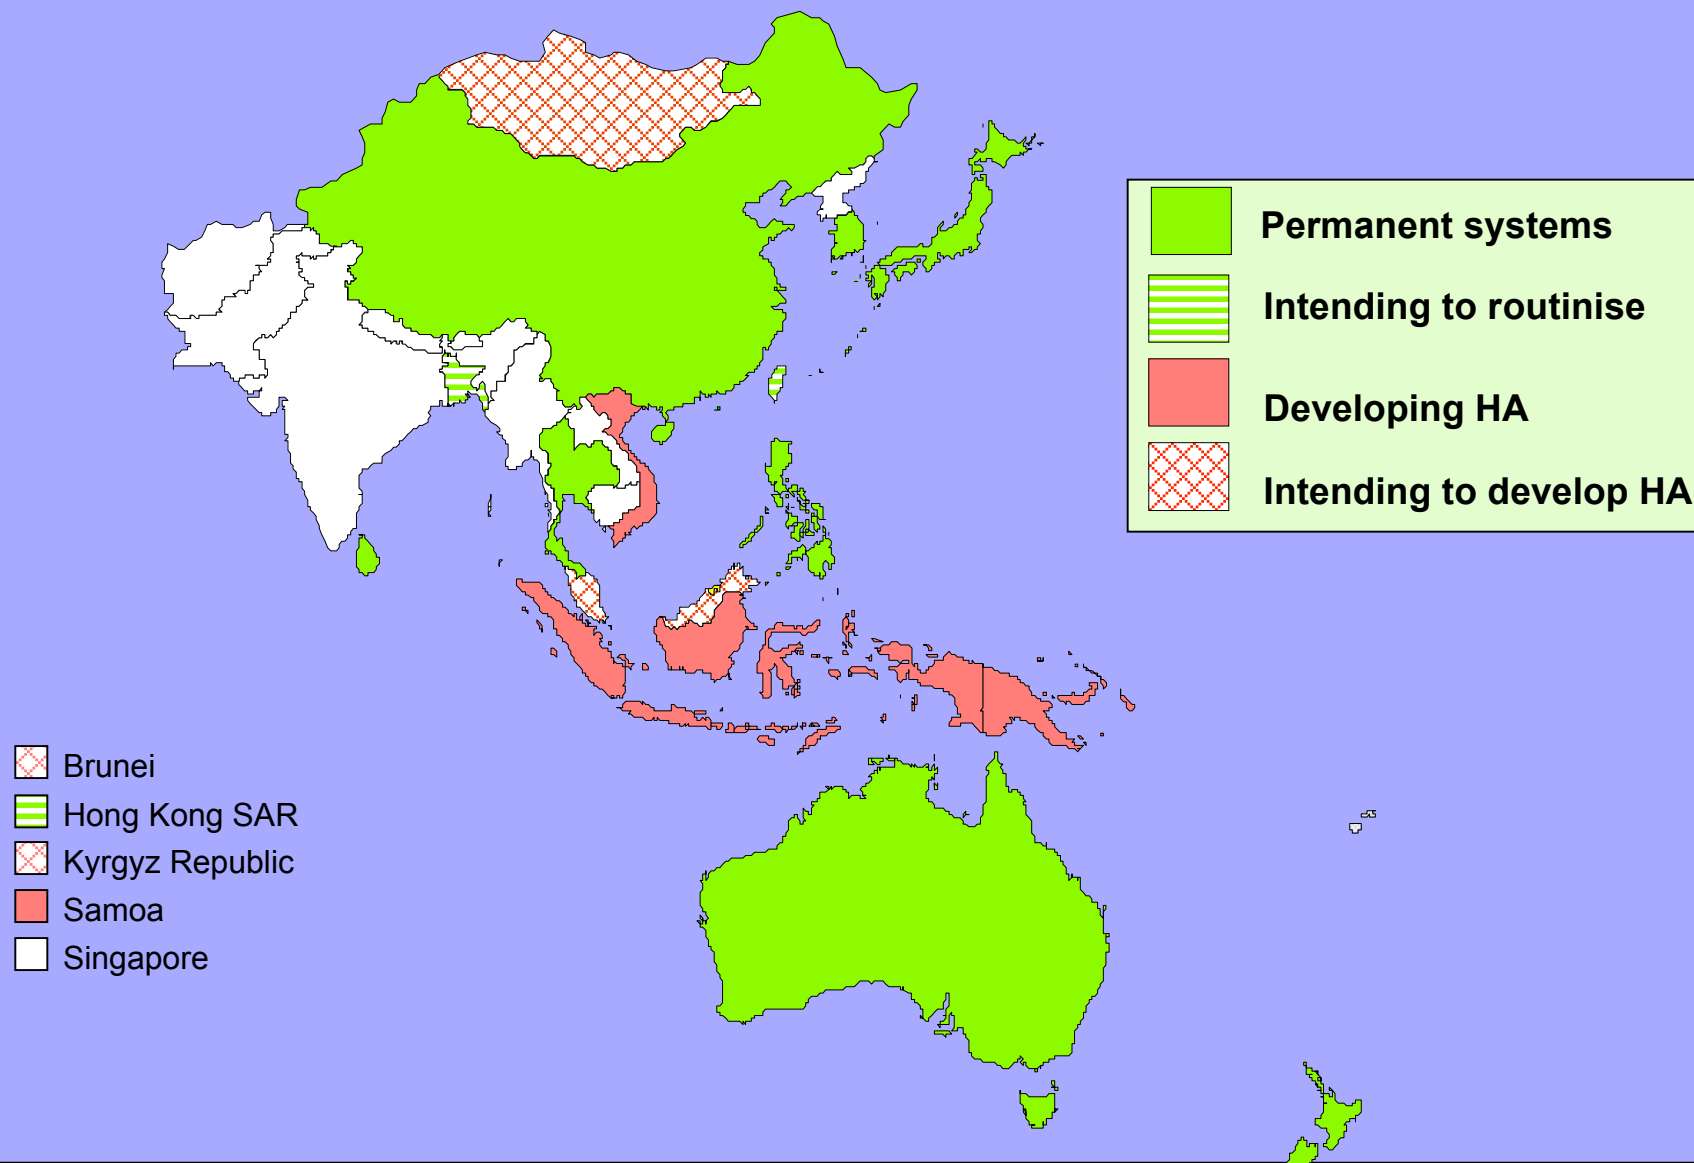 Permanent systems
Intending to routinise
Developing HA
Intending to develop HA
Brunei
Hong Kong SAR
Kyrgyz Republic
Samoa
Singapore